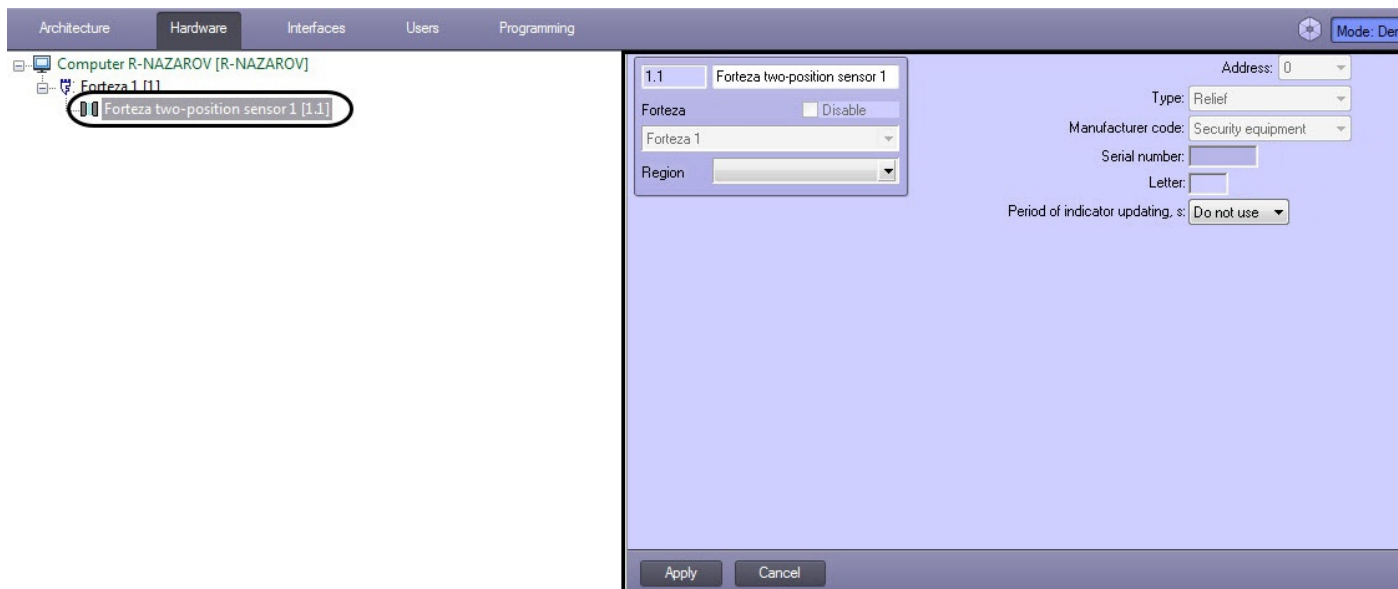 Architecture Hardware Interfaces Users Programming Mode: Der
Computer R-NAZAROV [R-NAZAROV]
Forteza 1 [1]
Forteza two-position sensor 1 [1.1]
1.1 Forteza two-position sensor 1
Forteza Disable
Forteza 1
Region
Address: 0
Type: Relief
Manufacturer code: Security equipment
Serial number:
Letter:
Period of indicator updating, s: Do not use
Apply Cancel